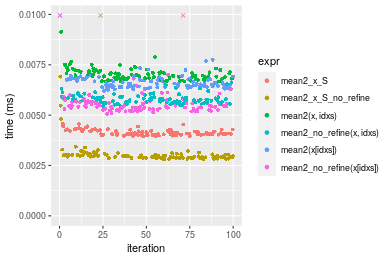 0.0100
0.0075
0.0050
0.0025
0.0000
time (ms)
0
25
50
75
100
iteration
expr
mean2_x_S
mean2_x_S_no_refine
mean2(x, idxs)
mean2_no_refine(x, idxs)
mean2(x[idxs])
mean2_no_refine(x[idxs])